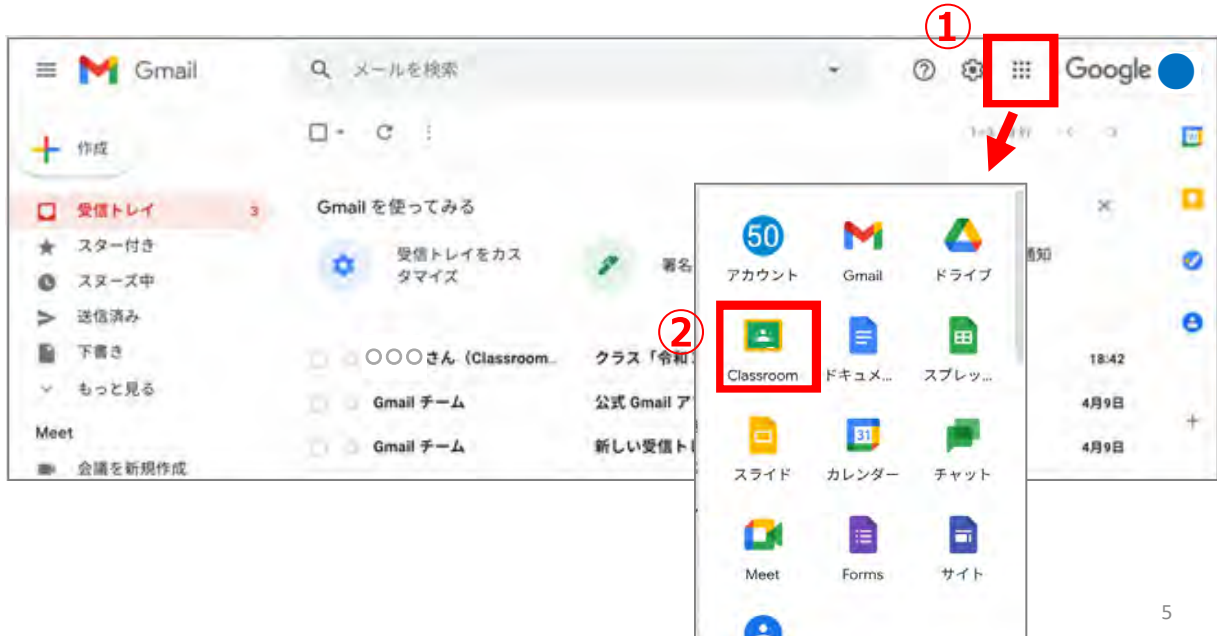 ①
Gmail
メールを検索
Google
作成
受信トレイ 3
スター付き
スヌーズ中
送信済み
下書き
もっと見る
Meet
会議を新規作成
Gmail を使ってみる
受信トレイをカス
タマイズ
署名
通知
○○○さん（Classroom.. クラス「令和 18:42
Gmail チーム 公式 Gmail ア 4月9日
Gmail チーム 新しい受信ト 4月9日
②
50
アカウント Gmail ドライブ
Classroom ドキュメ... スプレッ...
31
スライド カレンダー チャット
Meet Forms サイト
5